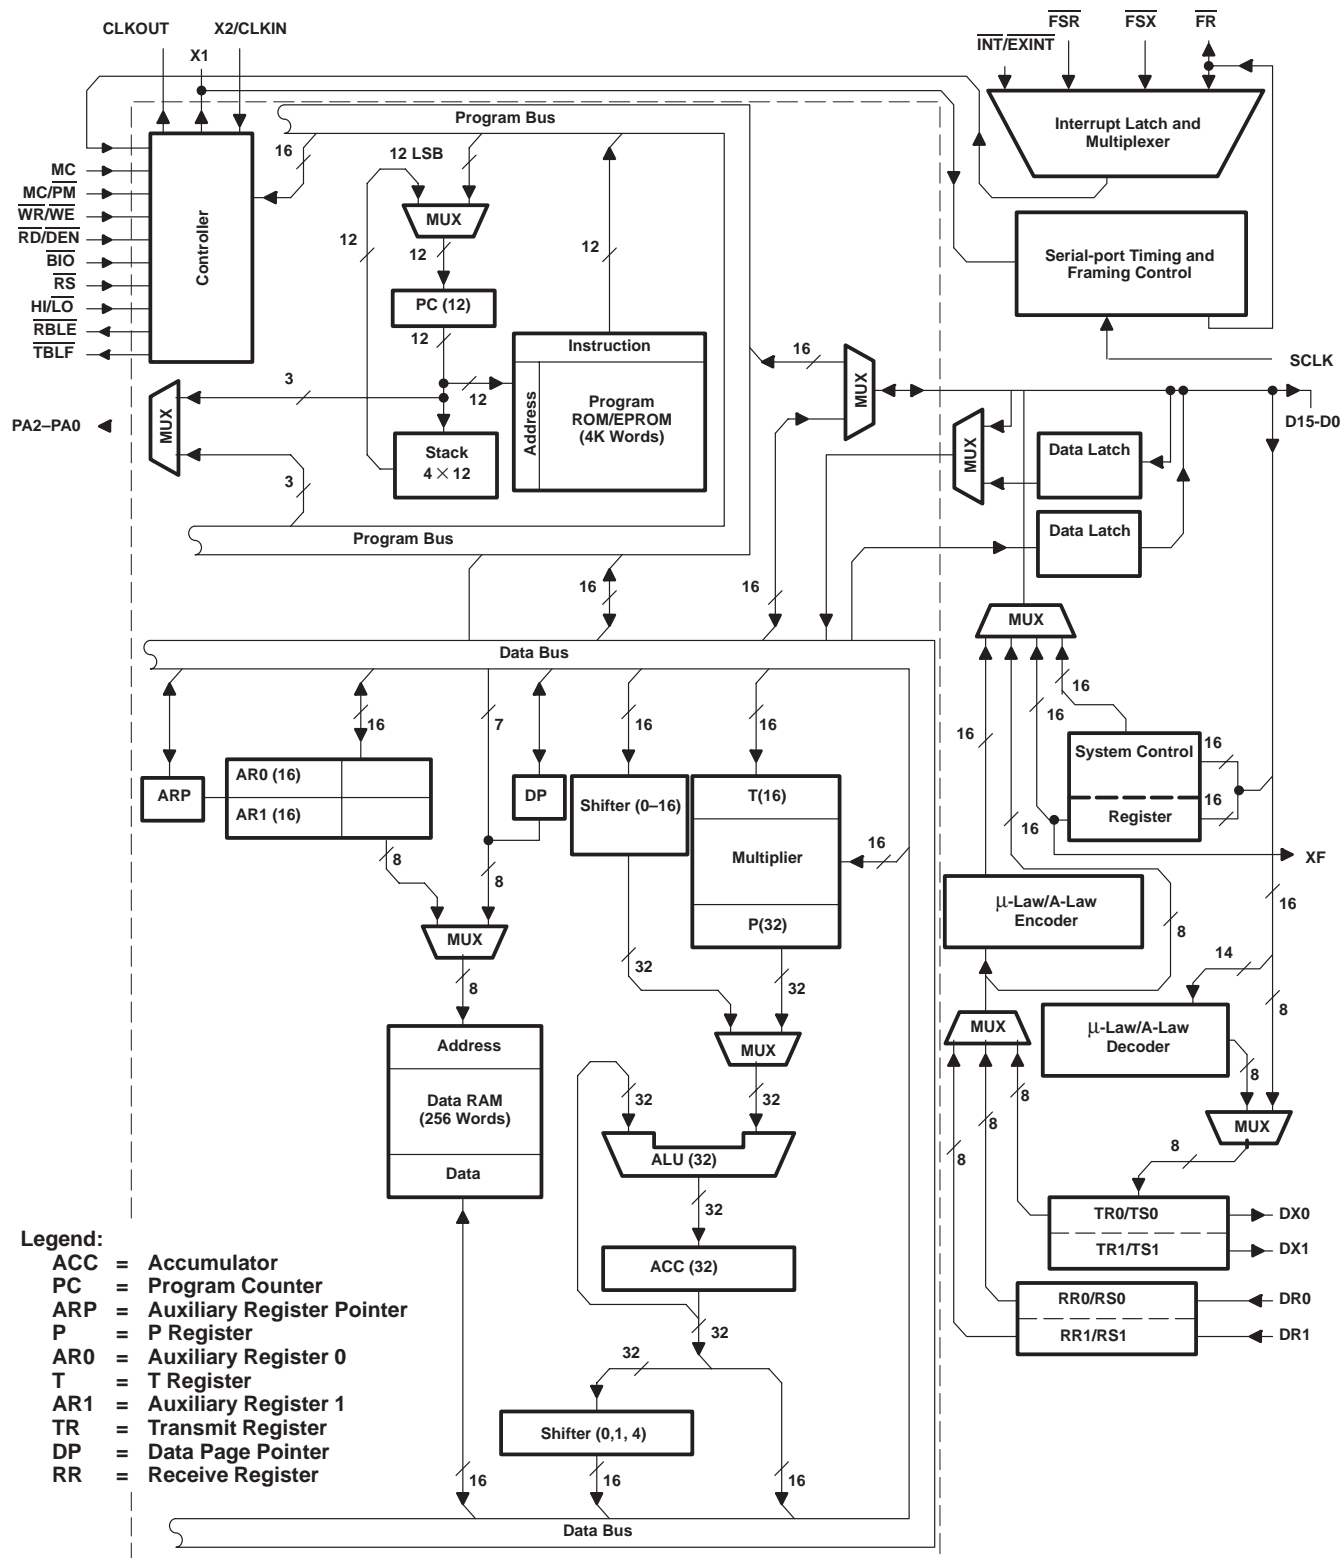 CLKOUT
X2/CLKIN
X1
FSR
FSX
FR
INT/EXINT
Program Bus
Interrupt Latch and
Multiplexer
16
12 LSB
MC
MC/PM
WR/WE
RD/DEN
BIO
RS
HI/LO
RBLE
TBLF
Controller
MUX
12
12
12
Serial-port Timing and
Framing Control
PC (12)
12
Instruction
16
SCLK
3
12
MUX
PA2–PA0
MUX
Address
Program
ROM/EPROM
(4K Words)
D15-D0
Stack
4 × 12
MUX
Data Latch
3
Program Bus
Data Latch
16
16
MUX
Data Bus
16
16
7
16
16
16
16
System Control
16
16
Register
ARP
AR0 (16)
AR1 (16)
DP
Shifter (0–16)
T(16)
Multiplier
P(32)
16
16
XF
8
8
μ-Law/A-Law
Encoder
8
16
MUX
32
32
14
8
8
MUX
μ-Law/A-Law
Decoder
MUX
Address
Data RAM
(256 Words)
Data
32
32
8
8
MUX
8
8
ALU (32)
8
32
TR0/TS0
DX0
TR1/TS1
DX1
ACC (32)
RR0/RS0
DR0
RR1/RS1
DR1
32
32
Shifter (0,1, 4)
16
16
16
Data Bus
Legend:
ACC = Accumulator
PC = Program Counter
ARP = Auxiliary Register Pointer
P = P Register
AR0 = Auxiliary Register 0
T = T Register
AR1 = Auxiliary Register 1
TR = Transmit Register
DP = Data Page Pointer
RR = Receive Register